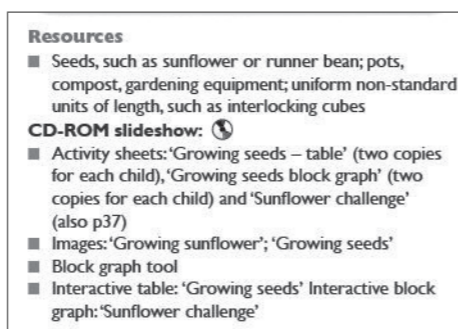 Resources
■ Seeds, such as sunflower or runner bean; pots,
compost, gardening equipment; uniform non-standard
units of length, such as interlocking cubes
CD-ROM slideshow:
■ Activity sheets: ‘Growing seeds – table’ (two copies
for each child), ‘Growing seeds block graph’ (two
copies for each child) and ‘Sunflower challenge’
(also p37)
■ Images: ‘Growing sunflower’; ‘Growing seeds’
■ Block graph tool
■ Interactive table: ‘Growing seeds’ Interactive block
graph: ‘Sunflower challenge’